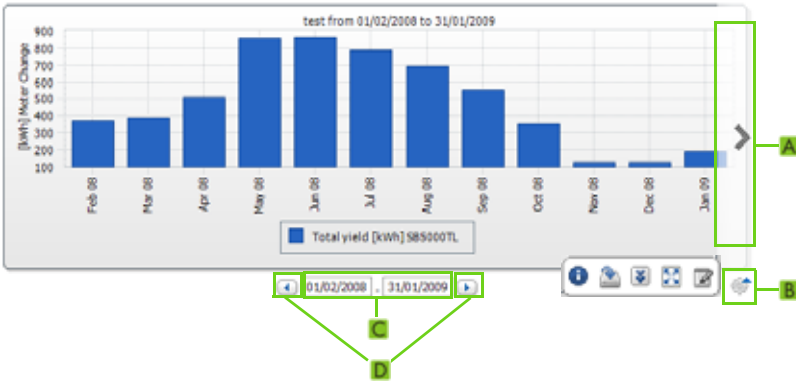 test from 01/02/2008 to 31/01/2009
[kWh] Meter Change
900
800
700
600
500
400
300
200
100
Feb 08
Mar 08
Apr 08
May 08
Jun 08
Jul 08
Aug 08
Sep 08
Oct 08
Nov 08
Dec 08
Jan 09
Total yield [kWh] SB5000TL
A
B
01/02/2008 - 31/01/2009
C
D